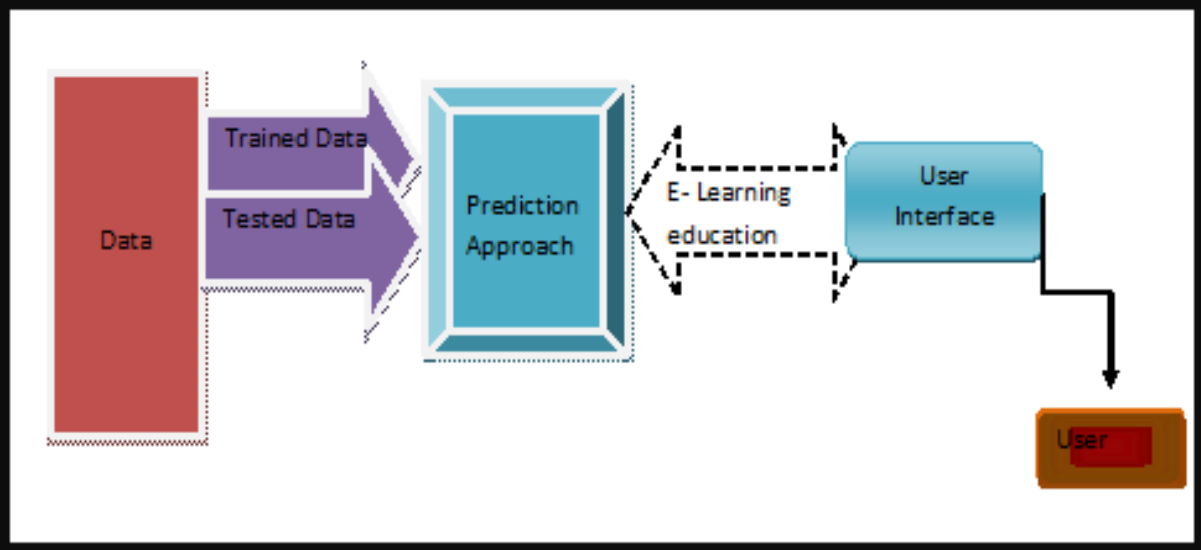 Data
Trained Data
Tested Data
Prediction
Approach
E- Learning
education
User
Interface
User